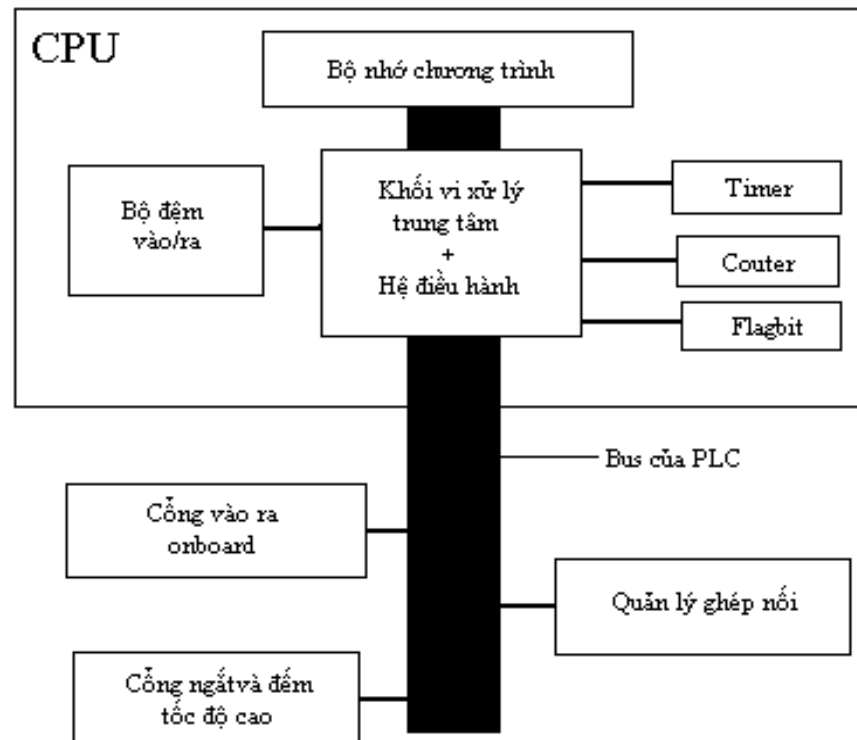 CPU
Bộ nhớ chương trình
Bộ đệm
vào/ra
Khối vi xử lý
trung tâm
+
Hệ điều hành
Timer
Couter
Flagbit
Bus của PLC
Cổng vào ra
onboard
Quản lý ghép nối
Cổng ngắtvà đếm
tốc độ cao